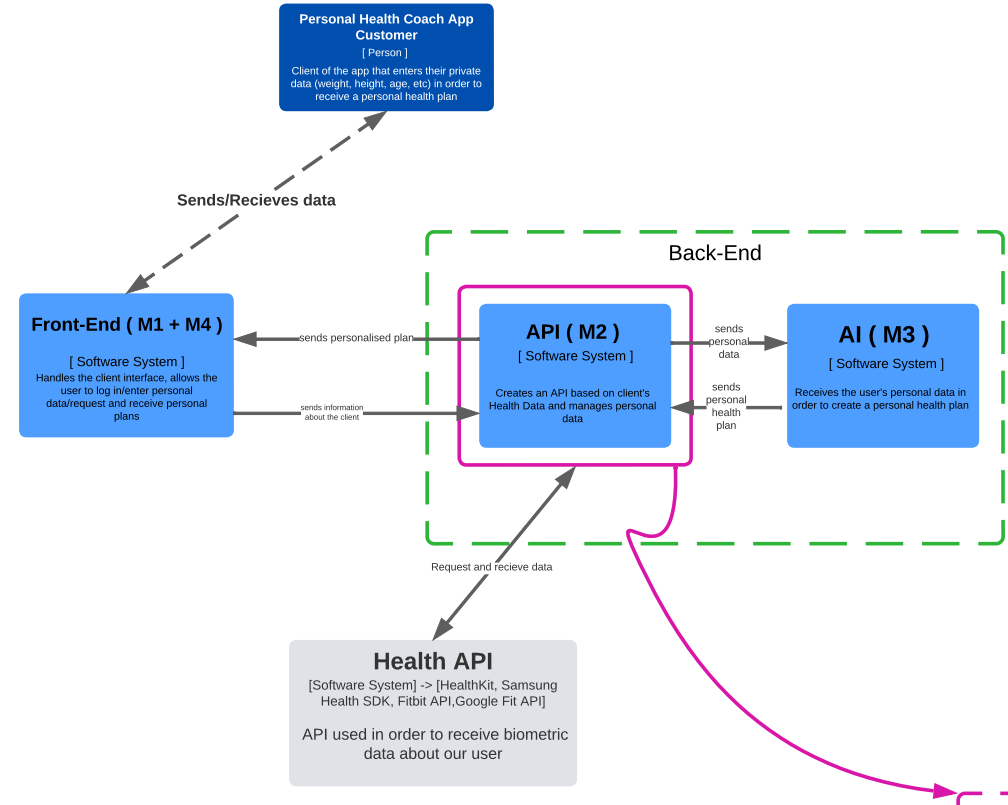 Personal Health Coach App
Customer
[ Person ]
Client of the app that enters their private
data (weight, height, age, etc) in order to
receive a personal health plan
Sends/Recieves data
Back-End
Front-End ( M1 + M4 )
[ Software System ]
Handles the client interface, allows the
user to log in/enter personal
data/request and receive personal
plans
sends personalised plan
sends information
about the client
API ( M2 )
[ Software System ]
Creates an API based on client's
Health Data and manages personal
data
sends
personal
data
sends
personal
health
plan
AI ( M3 )
[ Software System ]
Receives the user's personal data in
order to create a personal health plan
Request and recieve data
Health API
[Software System] -> [HealthKit, Samsung
Health SDK, Fitbit API,Google Fit API]
API used in order to receive biometric
data about our user